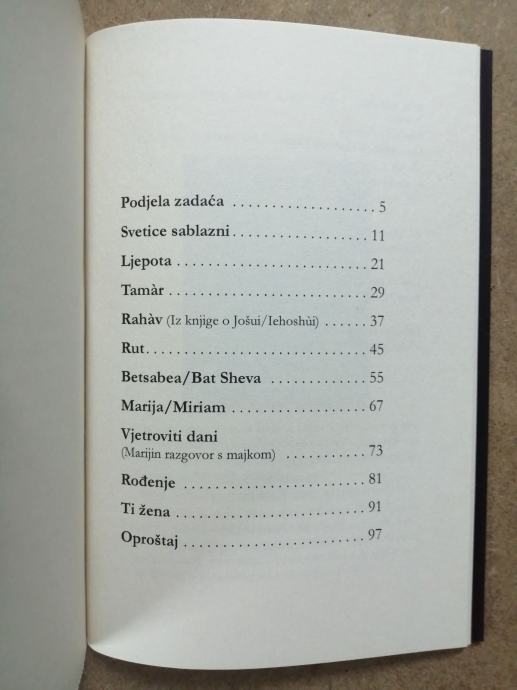 Podjela zadaća . . . . . . . . . . . . . . . . . . . 5
Svetice sablazni . . . . . . . . . . . . . . . . . . 11
Ljepota . . . . . . . . . . . . . . . . . . . . . . . . . 21
Tamàr . . . . . . . . . . . . . . . . . . . . . . . . . . 29
Rahàv (Iz knjige o Jošui/Iehoshùi) . . . . . . 37
Rut . . . . . . . . . . . . . . . . . . . . . . . . . . . . 45
Betsabea/Bat Sheva . . . . . . . . . . . . . . 55
Marija/Miriam . . . . . . . . . . . . . . . . . . 67
Vjetroviti dani
(Marijin razgovor s majkom) . . . . . . . . . . . 73
Rođenje . . . . . . . . . . . . . . . . . . . . . . . . 81
Ti žena . . . . . . . . . . . . . . . . . . . . . . . . . 91
Oproštaj . . . . . . . . . . . . . . . . . . . . . . . . 97